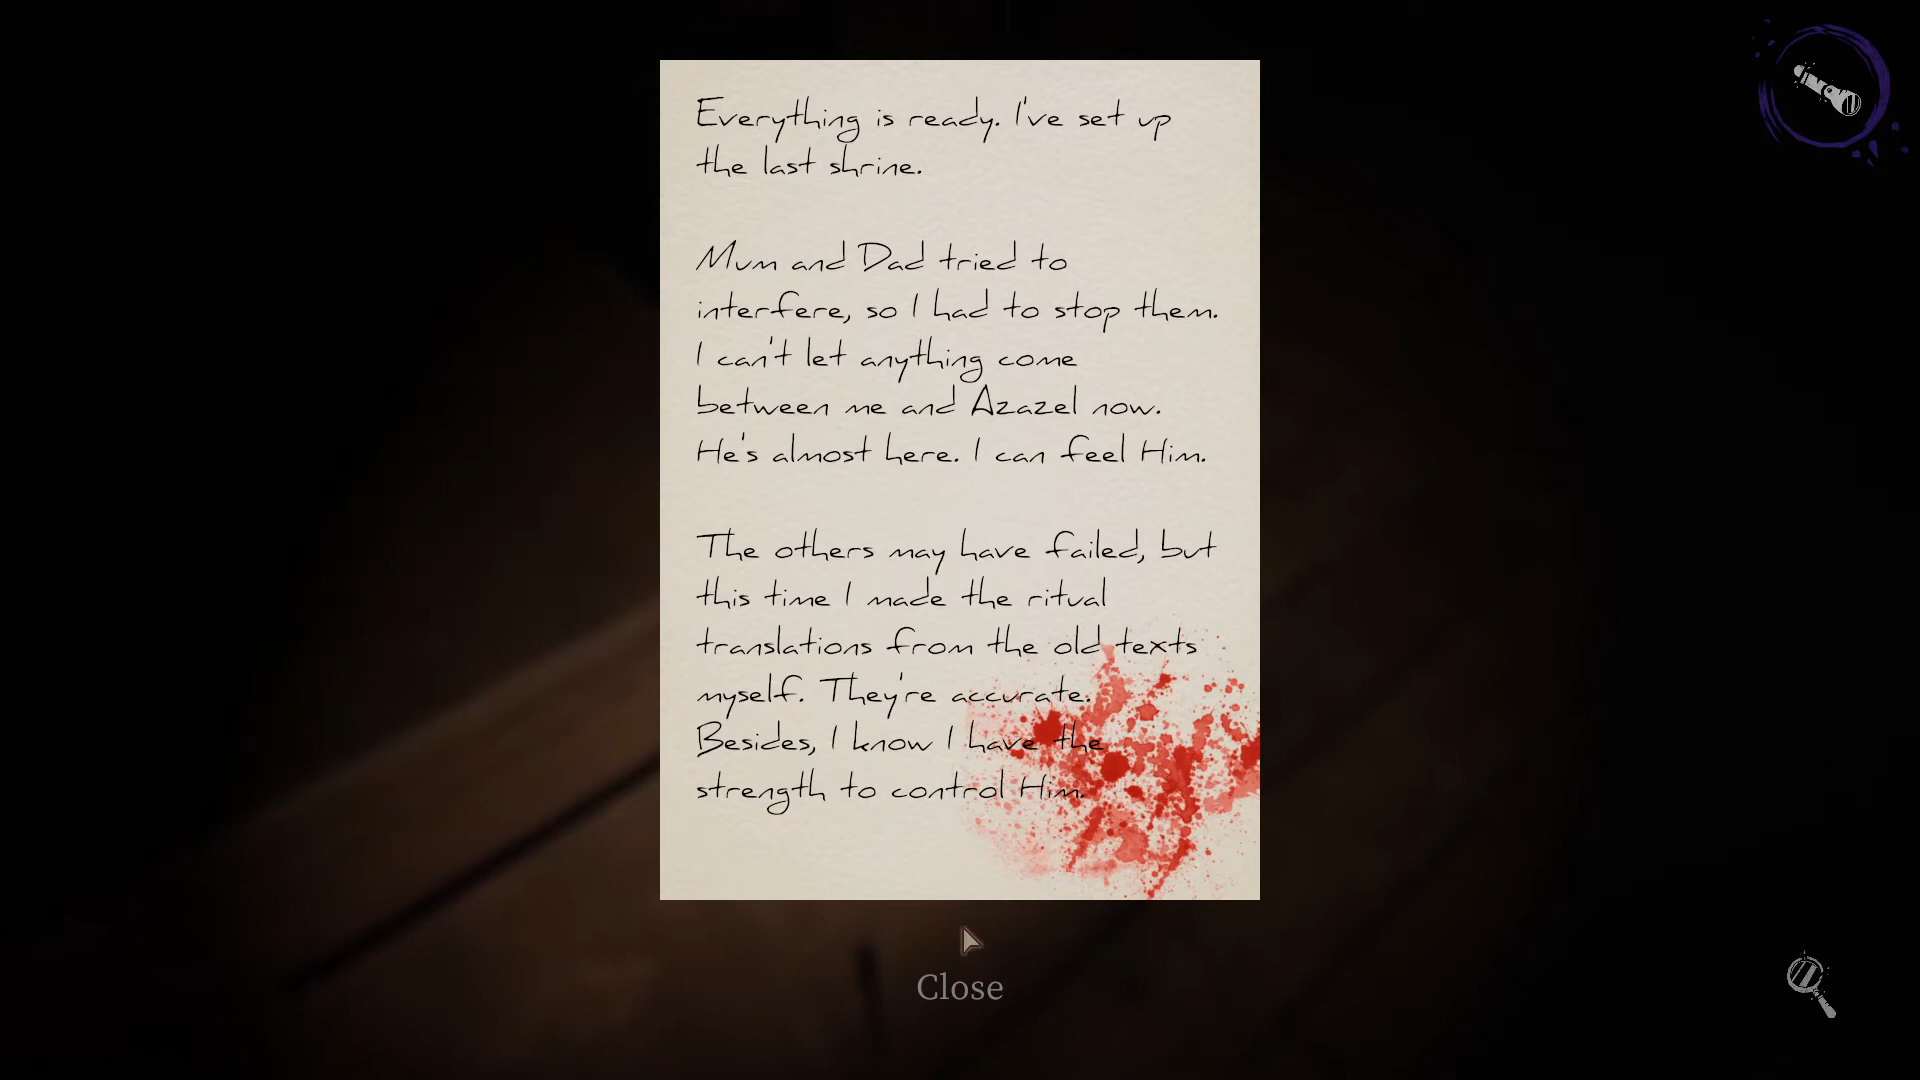 Everything is ready. I've set up
the last shrine.
Mum and Dad tried to
interfere, so I had to stop them.
I can't let anything come
between me and Azazel now.
He's almost here. I can feel Him.
The others may have failed, but
this time I made the ritual
translations from the old texts
myself. They're accurate.
Besides, I know I have the
strength to control Him.
Close